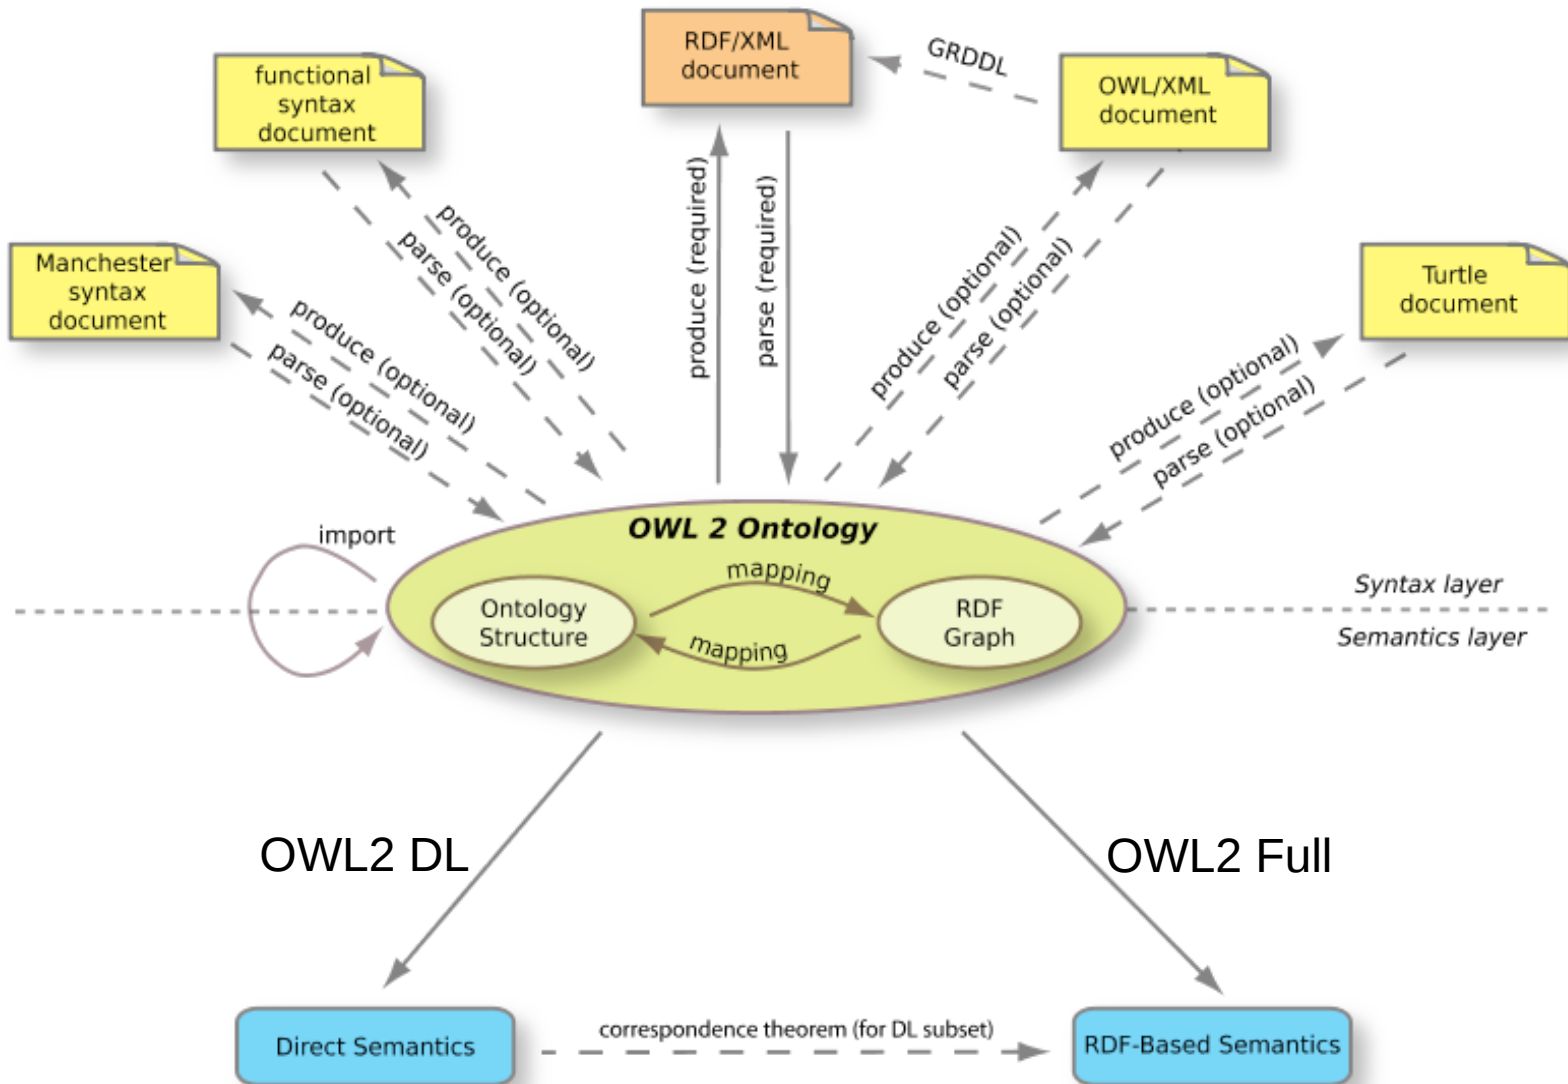 RDF/XML
document
GRDDL
functional
syntax
document
OWL/XML
document
Manchester
syntax
document
Turtle
document
produce (optional)
parse (optional)
produce (optional)
parse (optional)
produce (required)
parse (required)
produce (optional)
parse (optional)
produce (optional)
parse (optional)
import
OWL 2 Ontology
mapping
Ontology
Structure
RDF
Graph
mapping
Syntax layer
Semantics layer
OWL2 DL
OWL2 Full
Direct Semantics
correspondence theorem (for DL subset)
RDF-Based Semantics